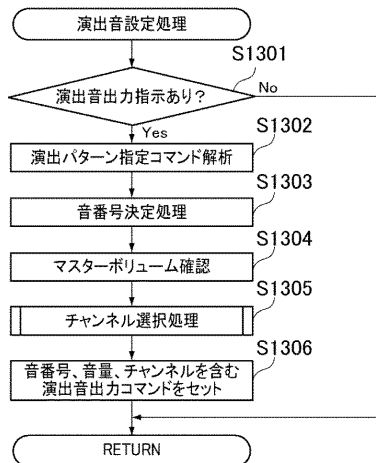 演出音設定処理
S1301
演出音出力指示あり？
No
Yes
S1302
演出パターン指定コマンド解析
S1303
音番号決定処理
S1304
マスターボリューム確認
S1305
チャンネル選択処理
S1306
音番号、音量、チャンネルを含む
演出音出力コマンドをセット
RETURN